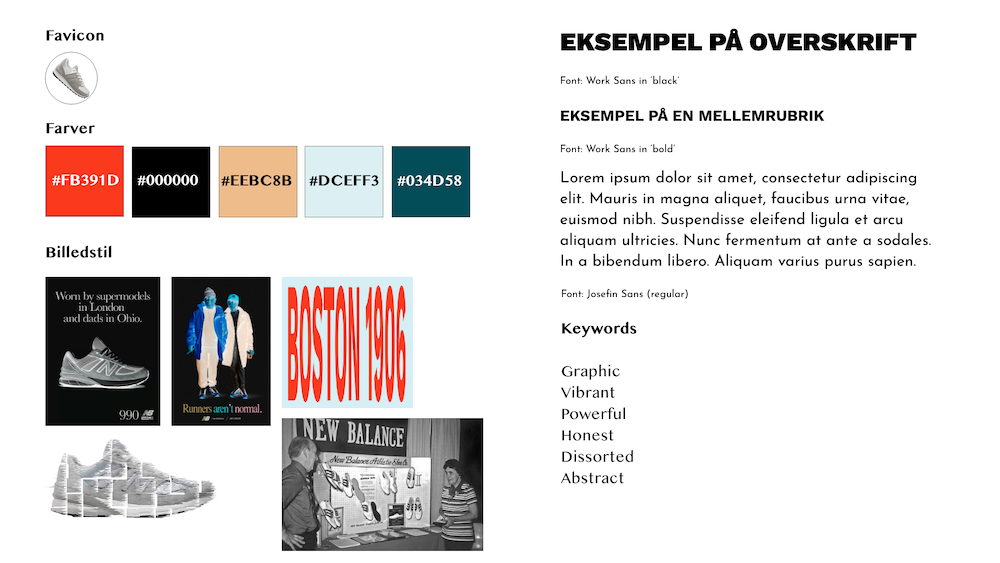 Favicon
Farver
#FB391D
#000000
#EEBC8B
#DCEFF3
#034D58
Billedstil
Worn by supermodels
in London
and dads in Ohio.
990
Runners aren't normal.
BOSTON 1906
NEW BALANCE
New Balance Athletic Shoe Co.
EKSEMPEL PÅ OVERSKRIFT
Font: Work Sans in 'black'
EKSEMPEL PÅ EN MELLEMRUBRIK
Font: Work Sans in 'bold'
Lorem ipsum dolor sit amet, consectetur adipiscing
elit. Mauris in magna aliquet, faucibus urna vitae,
euismod nibh. Suspendisse eleifend ligula et arcu
aliquam ultricies. Nunc fermentum at ante a sodales.
In a bibendum libero. Aliquam varius purus sapien.
Font: Josefin Sans (regular)
Keywords
Graphic
Vibrant
Powerful
Honest
Dissorted
Abstract